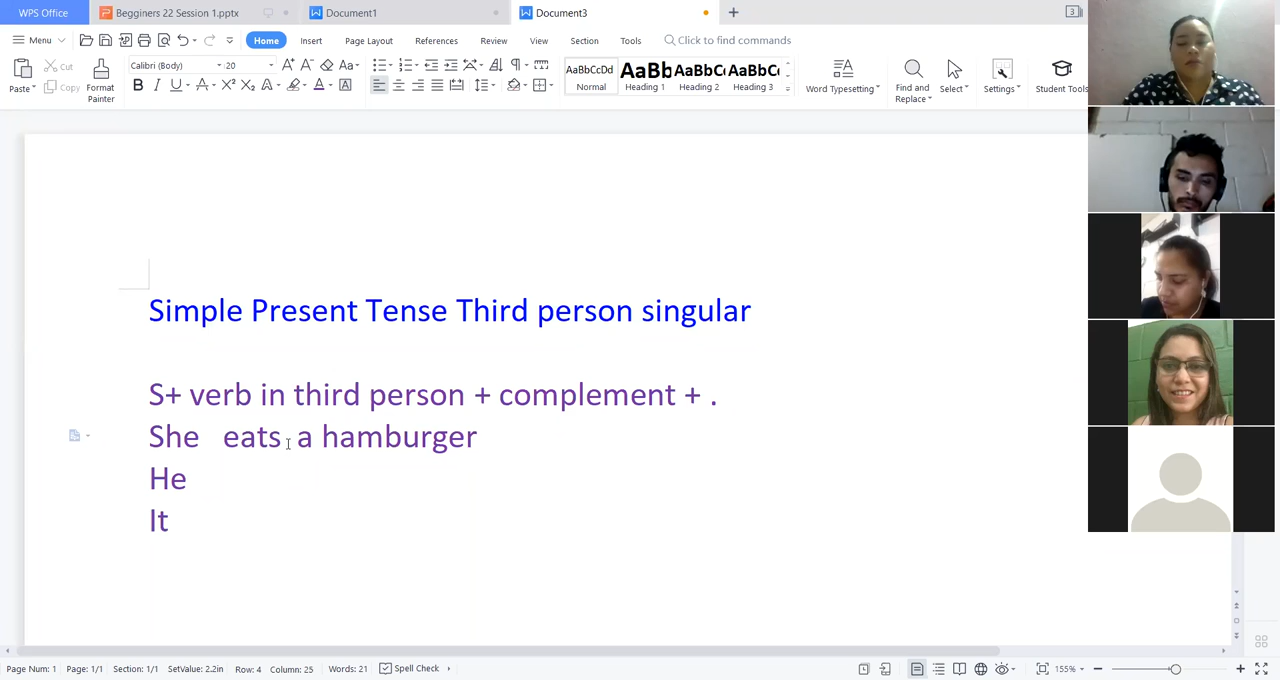 WPS Office Begginers 22 Session 1.pptx Document1 Document3
Menu Home Insert Page Layout References Review View Section Tools Click to find commands
Paste Cut Copy Format Painter Calibri (Body) 20 AaBbCcDd Normal AaBb Heading 1 AaBbCc Heading 2 AaBbCc Heading 3 Word Typesetting Find and Replace Select Settings Student Tools
Simple Present Tense Third person singular
S+ verb in third person + complement + .
She eats a hamburger
He
It
Page Num: 1 Page: 1/1 Section: 1/1 SetValue: 2.2in Row: 4 Column: 25 Words: 21 Spell Check 155%